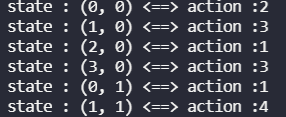 state : (0, 0) <==> action :2
state : (1, 0) <==> action :3
state : (2, 0) <==> action :1
state : (3, 0) <==> action :3
state : (0, 1) <==> action :1
state : (1, 1) <==> action :4